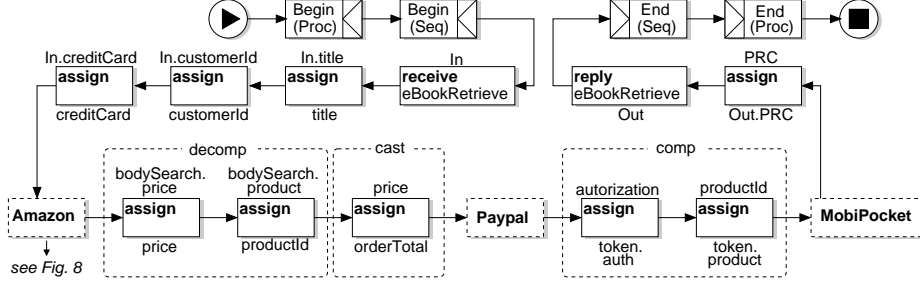 Begin
(Proc)
Begin
(Seq)
End
(Seq)
End
(Proc)
In.creditCard
assign
creditCard
In.customerId
assign
customerId
In.title
assign
title
In
receive
eBookRetrieve
reply
eBookRetrieve
Out
PRC
assign
Out.PRC
decomp
cast
comp
Amazon
see Fig. 8
bodySearch.
price
assign
price
bodySearch.
product
assign
productId
price
assign
orderTotal
Paypal
autorization
assign
token.
auth
productId
assign
token.
product
MobiPocket